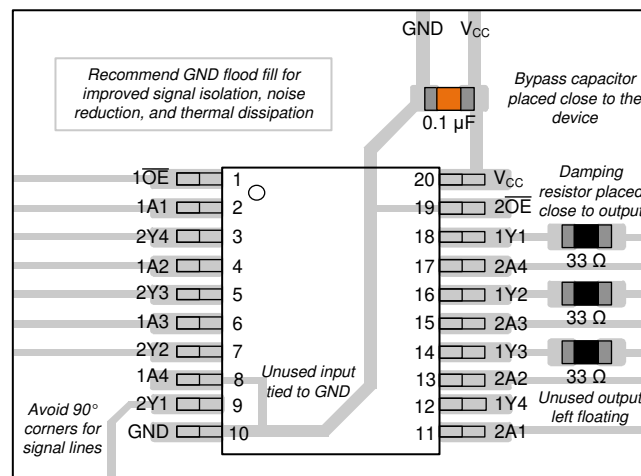 GND VCC
Recommend GND flood fill for
improved signal isolation, noise
reduction, and thermal dissipation
Bypass capacitor
placed close to the
device
0.1 µF
1O̅E̅ 1 20 VCC
Damping
resistor placed
close to output
1A1 2 19 2O̅E̅
2Y4 3 18 1Y1
33 Ω
1A2 4 17 2A4
2Y3 5 16 1Y2
33 Ω
1A3 6 15 2A3
2Y2 7 14 1Y3
33 Ω
1A4 8 13 2A2
Unused input
tied to GND
2Y1 9 12 1Y4
Unused output
left floating
Avoid 90°
corners for
signal lines
GND 10 11 2A1